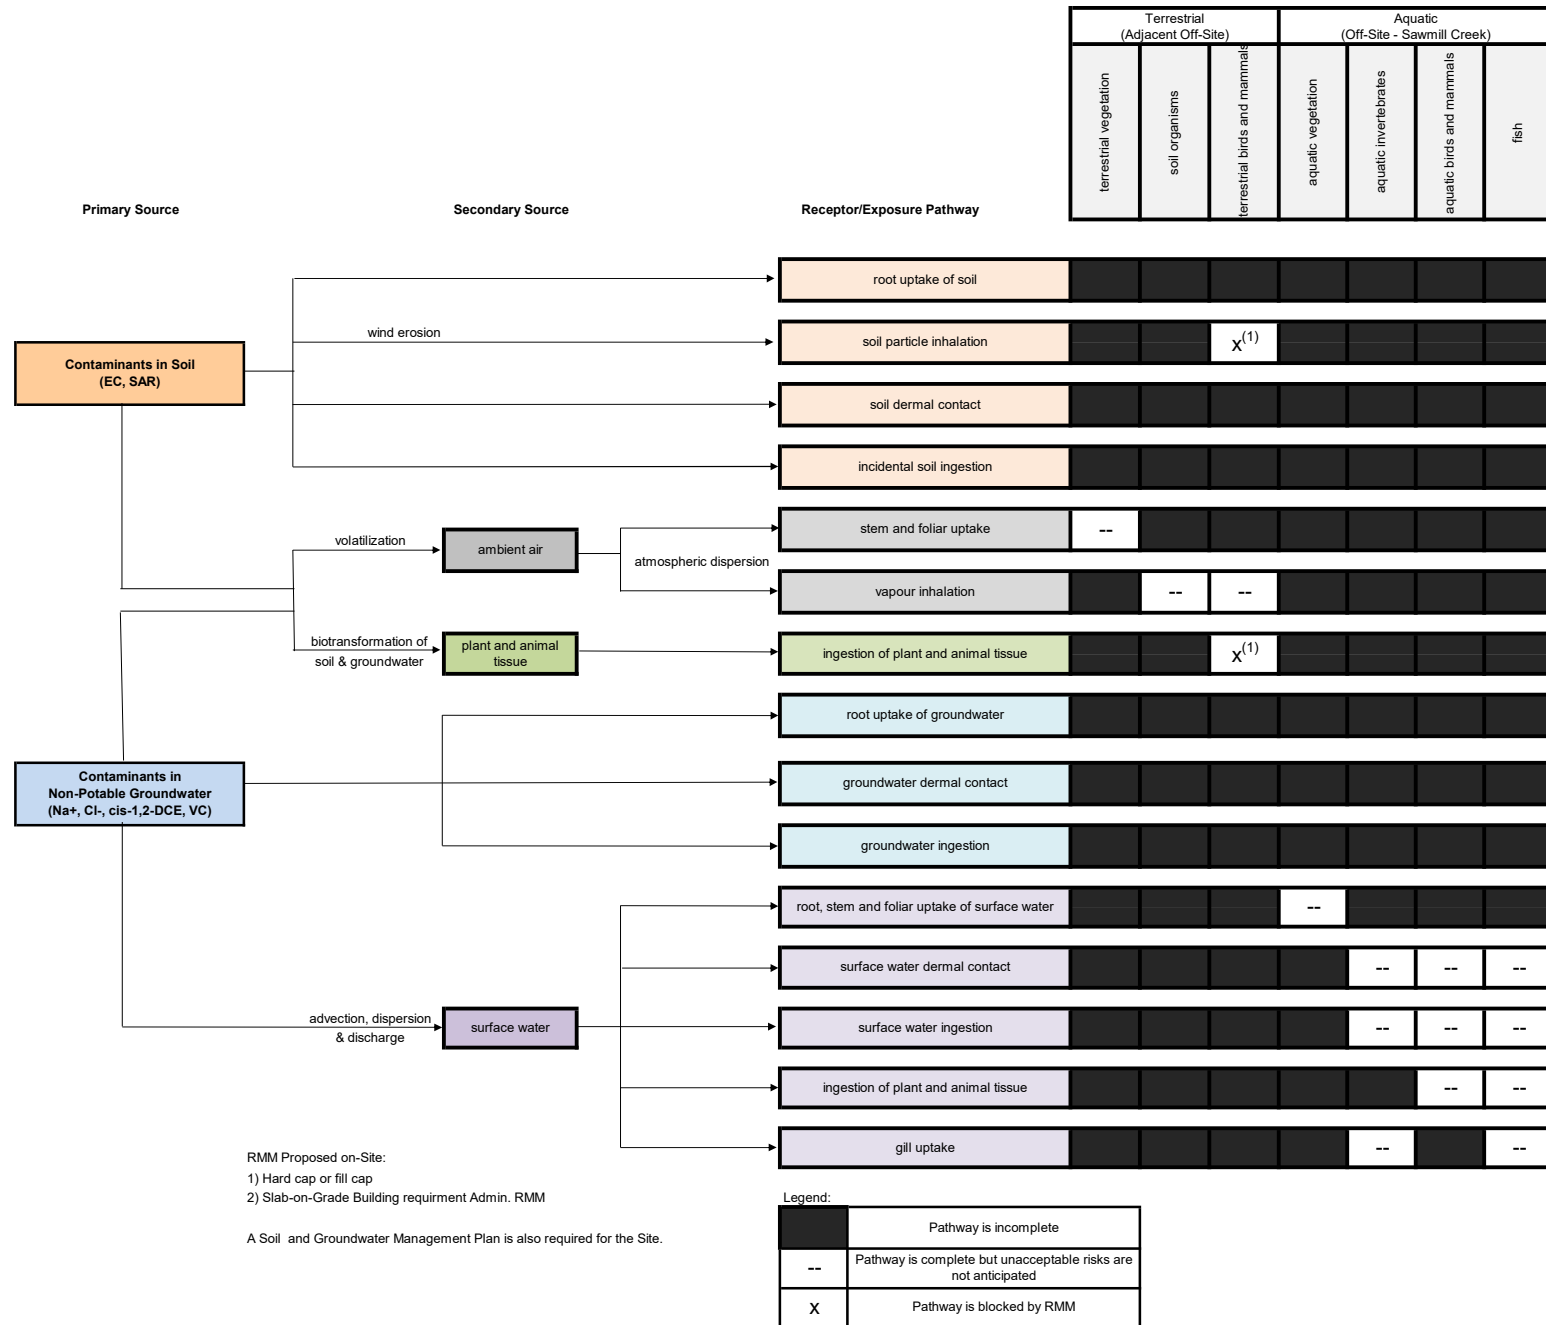 Terrestrial
(Adjacent Off-Site)
Aquatic
(Off-Site - Sawmill Creek)
terrestrial vegetation
soil organisms
terrestrial birds and mammals
aquatic vegetation
aquatic invertebrates
aquatic birds and mammals
fish
Primary Source
Secondary Source
Receptor/Exposure Pathway
root uptake of soil
wind erosion
soil particle inhalation
x(1)
Contaminants in Soil
(EC, SAR)
soil dermal contact
incidental soil ingestion
stem and foliar uptake
--
volatilization
ambient air
atmospheric dispersion
vapour inhalation
--
--
biotransformation of
soil & groundwater
plant and animal
tissue
ingestion of plant and animal tissue
x(1)
root uptake of groundwater
Contaminants in
Non-Potable Groundwater
(Na+, Cl-, cis-1,2-DCE, VC)
groundwater dermal contact
groundwater ingestion
root, stem and foliar uptake of surface water
--
surface water dermal contact
--
--
--
advection, dispersion
& discharge
surface water
surface water ingestion
--
--
--
ingestion of plant and animal tissue
--
--
gill uptake
--
--
RMM Proposed on-Site:
1) Hard cap or fill cap
2) Slab-on-Grade Building requirment Admin. RMM
A Soil and Groundwater Management Plan is also required for the Site.
Legend:
Pathway is incomplete
--
Pathway is complete but unacceptable risks are
not anticipated
x
Pathway is blocked by RMM